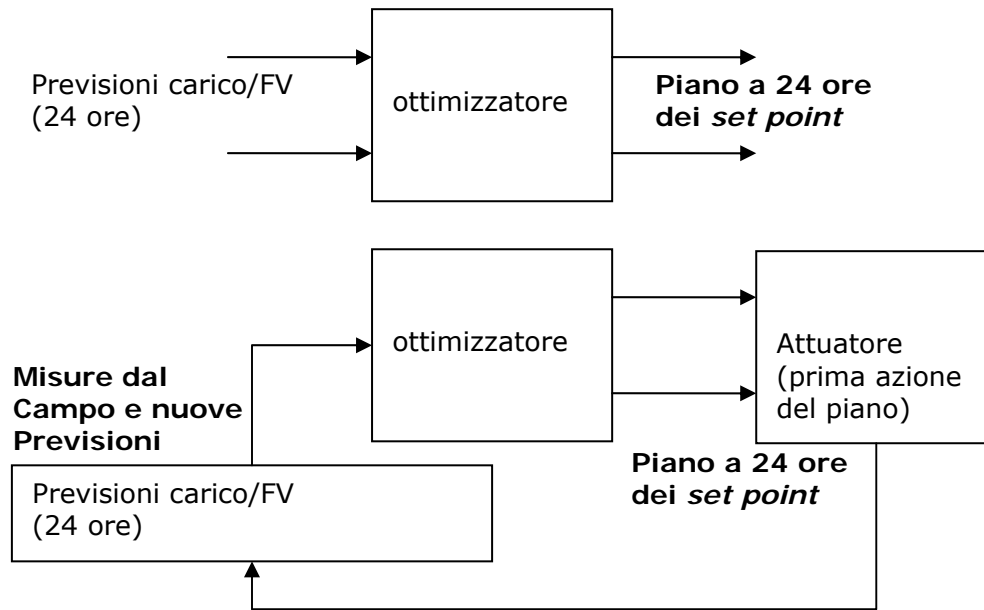 Previsioni carico/FV
(24 ore)
ottimizzatore
Piano a 24 ore
dei set point
ottimizzatore
Attuatore
(prima azione
del piano)
Misure dal
Campo e nuove
Previsioni
Piano a 24 ore
dei set point
Previsioni carico/FV
(24 ore)